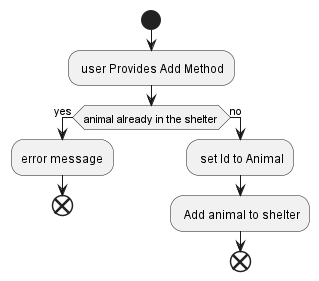 user Provides Add Method
animal already in the shelter
yes
no
error message
set Id to Animal
Add animal to shelter